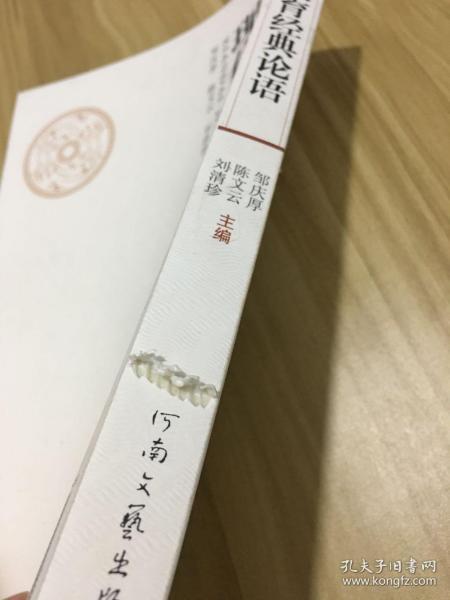 育经典论语
邹庆厚
陈文云
刘清珍
主编
河南文艺出版
孔夫子旧书网
www.kongfz.com